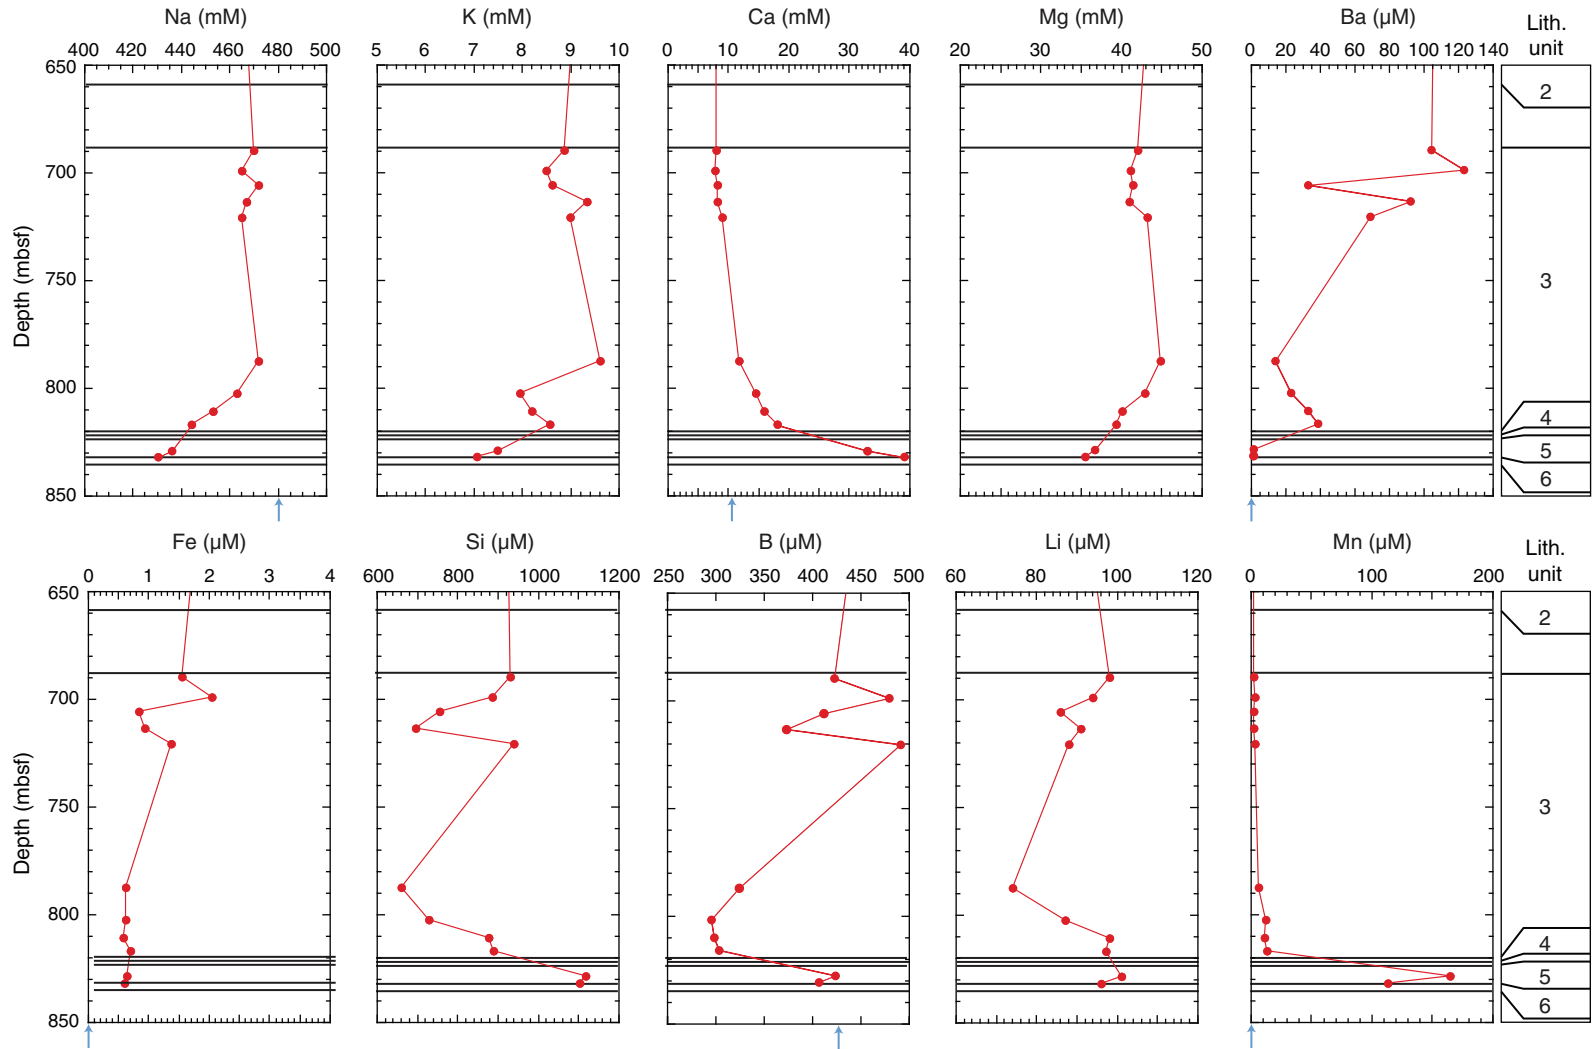 Na (mM) K (mM) Ca (mM) Mg (mM) Ba (µM) Lith.
unit
400 420 440 460 480 500 5 6 7 8 9 10 0 10 20 30 40 20 30 40 50 0 20 40 60 80 100 120 140
650
2
700
750 3
Depth (mbsf)
800
4
5
6
850
Fe (µM) Si (µM) B (µM) Li (µM) Mn (µM) Lith.
unit
0 1 2 3 4 600 800 1000 1200 250 300 350 400 450 500 60 80 100 120 0 100 200
650
2
700
750
3
Depth (mbsf)
800
4
5
6
850